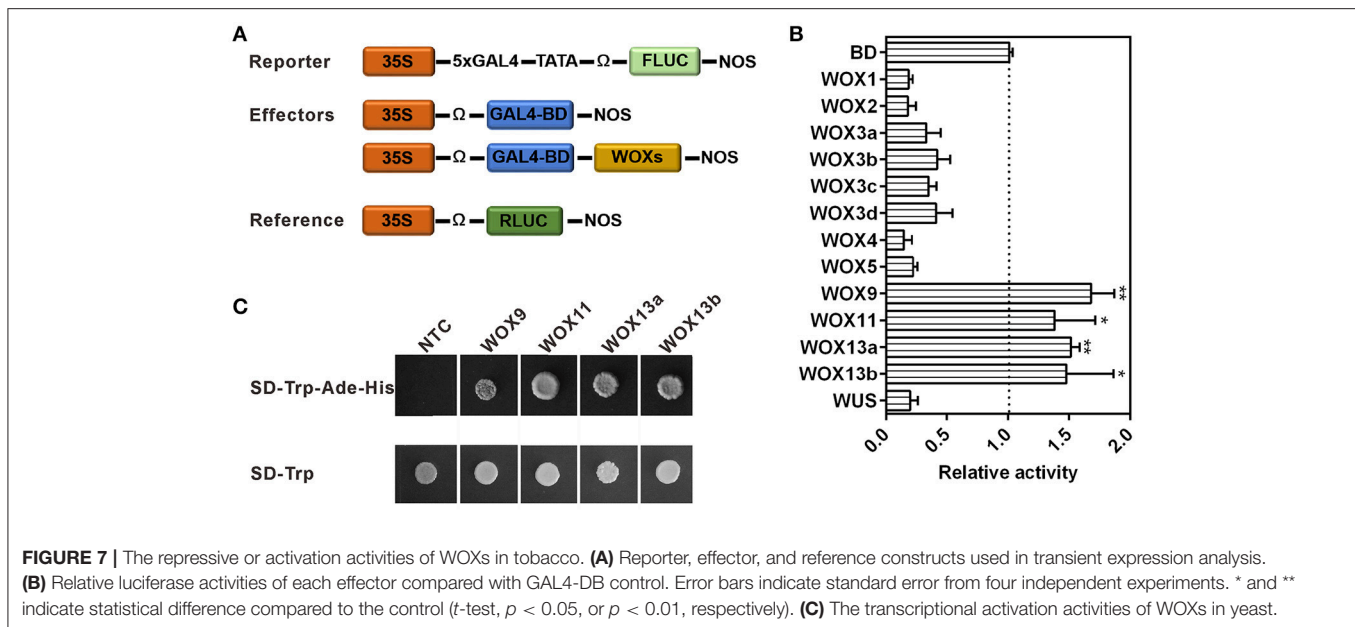 A
Reporter 35S 5xGAL4 TATA Ω FLUC NOS
Effectors 35S Ω GAL4-BD NOS
35S Ω GAL4-BD WOXs NOS
Reference 35S Ω RLUC NOS
B
BD
WOX1
WOX2
WOX3a
WOX3b
WOX3c
WOX3d
WOX4
WOX5
WOX9 **
WOX11 *
WOX13a **
WOX13b *
WUS
0.0 0.5 1.0 1.5 2.0
Relative activity
C
NTC WOX9 WOX11 WOX13a WOX13b
SD-Trp-Ade-His
SD-Trp
FIGURE 7 | The repressive or activation activities of WOXs in tobacco. (A) Reporter, effector, and reference constructs used in transient expression analysis.
(B) Relative luciferase activities of each effector compared with GAL4-DB control. Error bars indicate standard error from four independent experiments. * and **
indicate statistical difference compared to the control (t-test, p < 0.05, or p < 0.01, respectively). (C) The transcriptional activation activities of WOXs in yeast.